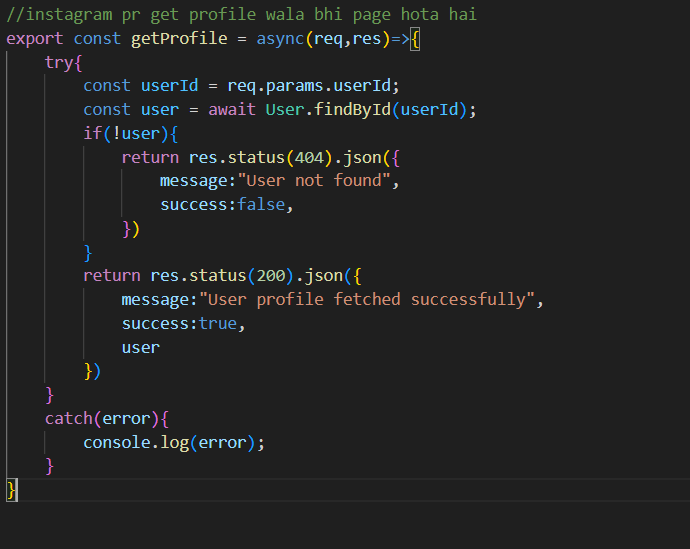 //instagram pr get profile wala bhi page hota hai
export const getProfile = async(req,res)=>{
    try{
        const userId = req.params.userId;
        const user = await User.findById(userId);
        if(!user){
            return res.status(404).json({
                message:"User not found",
                success:false,
            })
        }
        return res.status(200).json({
            message:"User profile fetched successfully",
            success:true,
            user
        })
    }
    catch(error){
        console.log(error);
    }
}